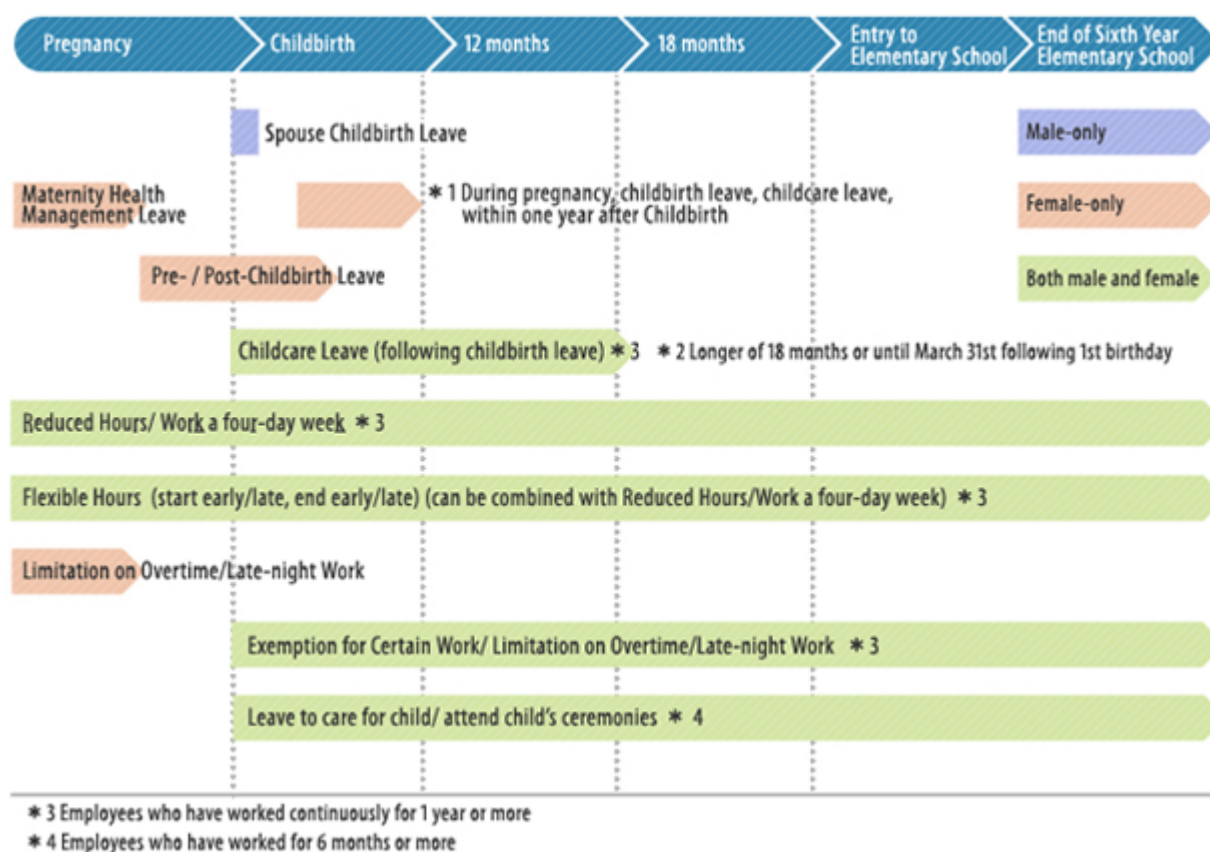 Pregnancy
Childbirth
12 months
18 months
Entry to
Elementary School
End of Sixth Year
Elementary School
Spouse Childbirth Leave
Male-only
Maternity Health
Management Leave
* 1 During pregnancy, childbirth leave, childcare leave,
within one year after Childbirth
Female-only
Pre- / Post-Childbirth Leave
Both male and female
Childcare Leave (following childbirth leave) * 3
* 2 Longer of 18 months or until March 31st following 1st birthday
Reduced Hours/ Work a four-day week * 3
Flexible Hours (start early/late, end early/late) (can be combined with Reduced Hours/Work a four-day week) * 3
Limitation on Overtime/Late-night Work
Exemption for Certain Work/ Limitation on Overtime/Late-night Work * 3
Leave to care for child/ attend child's ceremonies * 4
* 3 Employees who have worked continuously for 1 year or more
* 4 Employees who have worked for 6 months or more